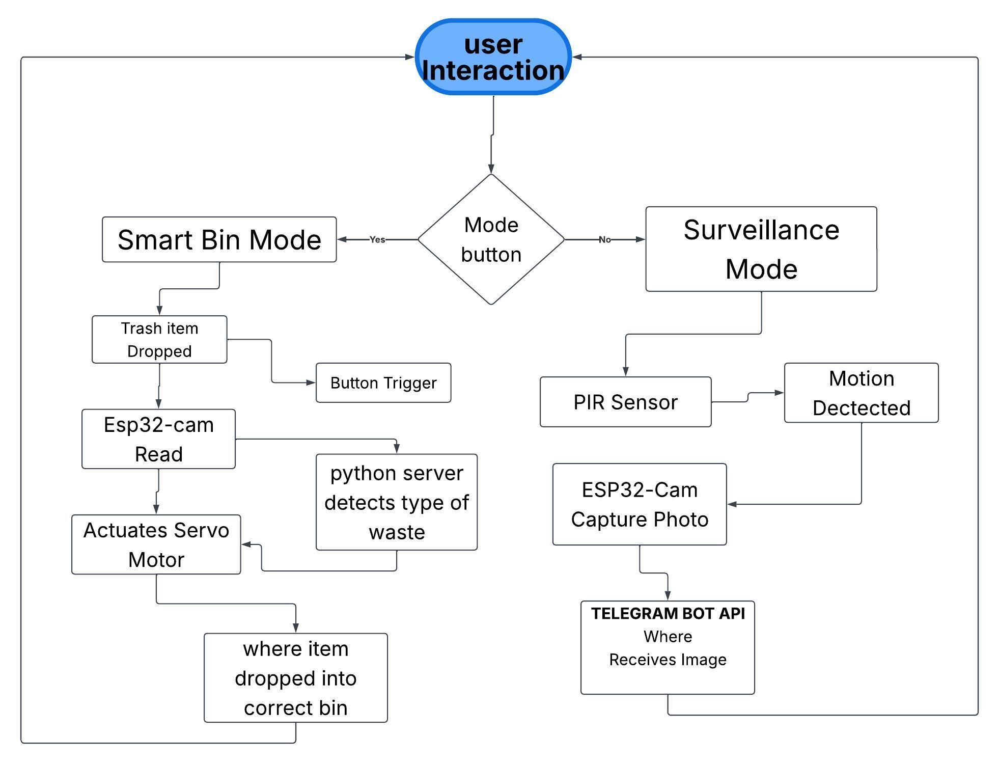 user
Interaction
Mode
button
Yes
No
Smart Bin Mode
Trash item
Dropped
Button Trigger
Esp32-cam
Read
python server
detects type of
waste
Actuates Servo
Motor
where item
dropped into
correct bin
Surveillance
Mode
PIR Sensor
Motion
Dectected
ESP32-Cam
Capture Photo
TELEGRAM BOT API
Where
Receives Image